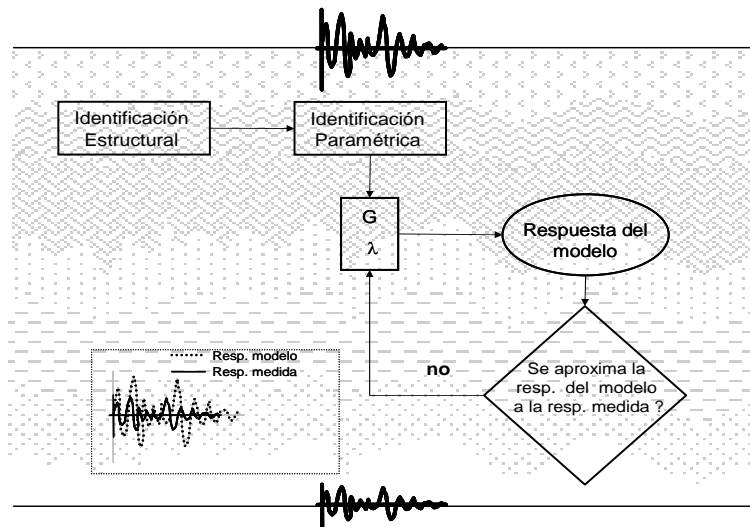 Identificación
Estructural
Identificación
Paramétrica
G
λ
Respuesta del
modelo
Se aproxima la
resp. del modelo
a la resp. medida ?
no
Resp. modelo
Resp. medida